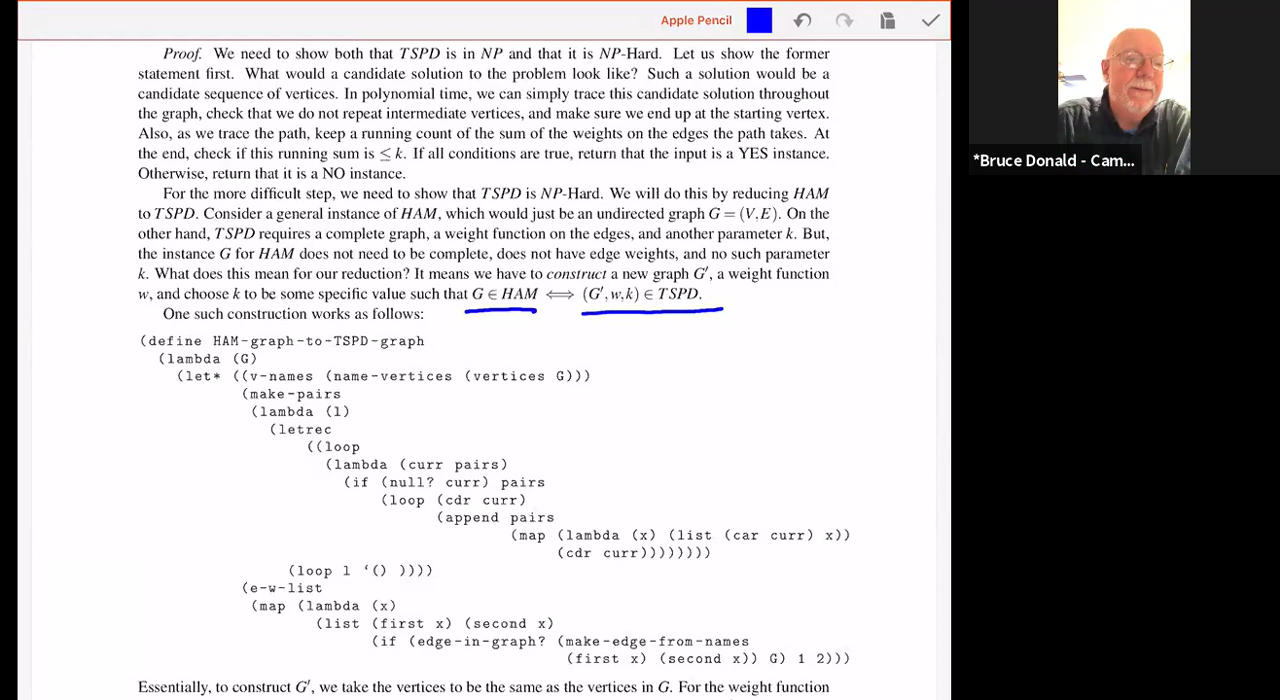 Apple Pencil
Proof. We need to show both that TSPD is in NP and that it is NP-Hard. Let us show the former
statement first. What would a candidate solution to the problem look like? Such a solution would be a
candidate sequence of vertices. In polynomial time, we can simply trace this candidate solution throughout
the graph, check that we do not repeat intermediate vertices, and make sure we end up at the starting vertex.
Also, as we trace the path, keep a running count of the sum of the weights on the edges the path takes. At
the end, check if this running sum is ≤ k. If all conditions are true, return that the input is a YES instance.
Otherwise, return that it is a NO instance.
For the more difficult step, we need to show that TSPD is NP-Hard. We will do this by reducing HAM
to TSPD. Consider a general instance of HAM, which would just be an undirected graph G = (V,E). On the
other hand, TSPD requires a complete graph, a weight function on the edges, and another parameter k. But,
the instance G for HAM does not need to be complete, does not have edge weights, and no such parameter
k. What does this mean for our reduction? It means we have to construct a new graph G′, a weight function
w, and choose k to be some specific value such that G ∈ HAM ⟺ (G′,w,k) ∈ TSPD.
One such construction works as follows:
(define HAM-graph-to-TSPD-graph
(lambda (G)
(let* ((v-names (name-vertices (vertices G)))
(make-pairs
(lambda (l)
(letrec
((loop
(lambda (curr pairs)
(if (null? curr) pairs
(loop (cdr curr)
(append pairs
(map (lambda (x) (list (car curr) x))
(cdr curr))))))))
(loop l ‘() ))))
(e-w-list
(map (lambda (x)
(list (first x) (second x)
(if (edge-in-graph? (make-edge-from-names
(first x) (second x)) G) 1 2)))
Essentially, to construct G′, we take the vertices to be the same as the vertices in G. For the weight function
*Bruce Donald - Cam...